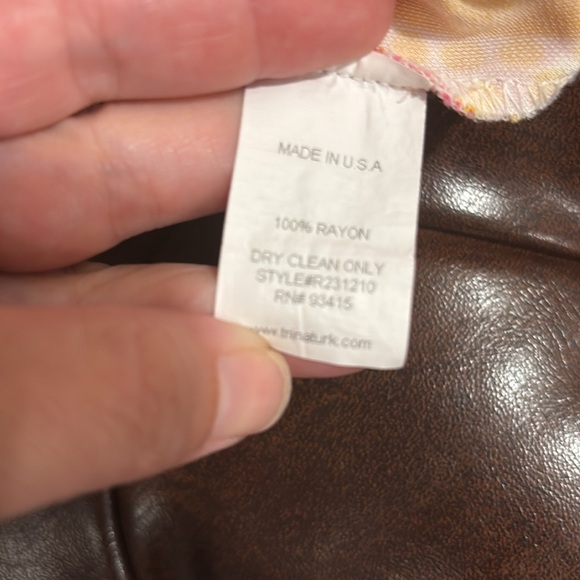 MADE IN U.S.A
100% RAYON
DRY CLEAN ONLY
STYLE#R231210
RN# 93415
www.trinaturk.com